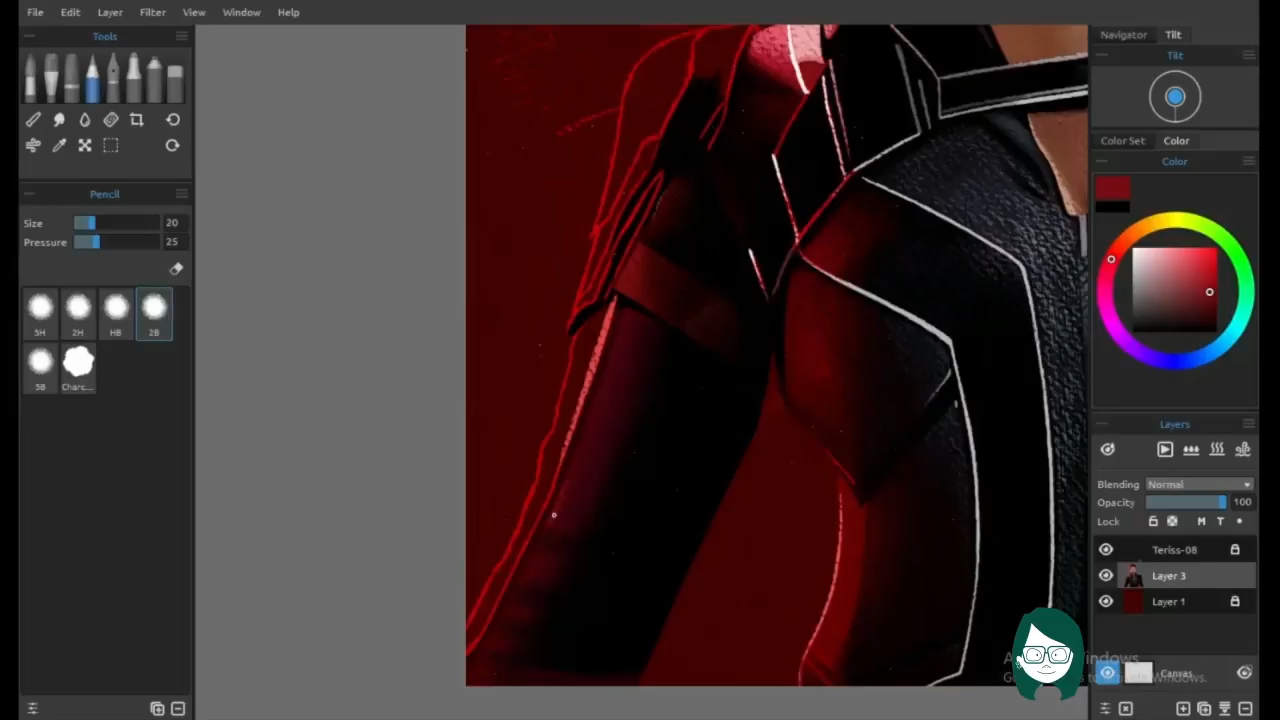 File Edit Layer Filter View Window Help
Tools
Pencil
Size 20
Pressure 25
5H 2H HB 2B
5B Charc...
Navigator Tilt
Tilt
Color Set Color
Color
Layers
Blending Normal
Opacity 100
Lock M T
Teriss-08
Layer 3
Layer 1
Canvas